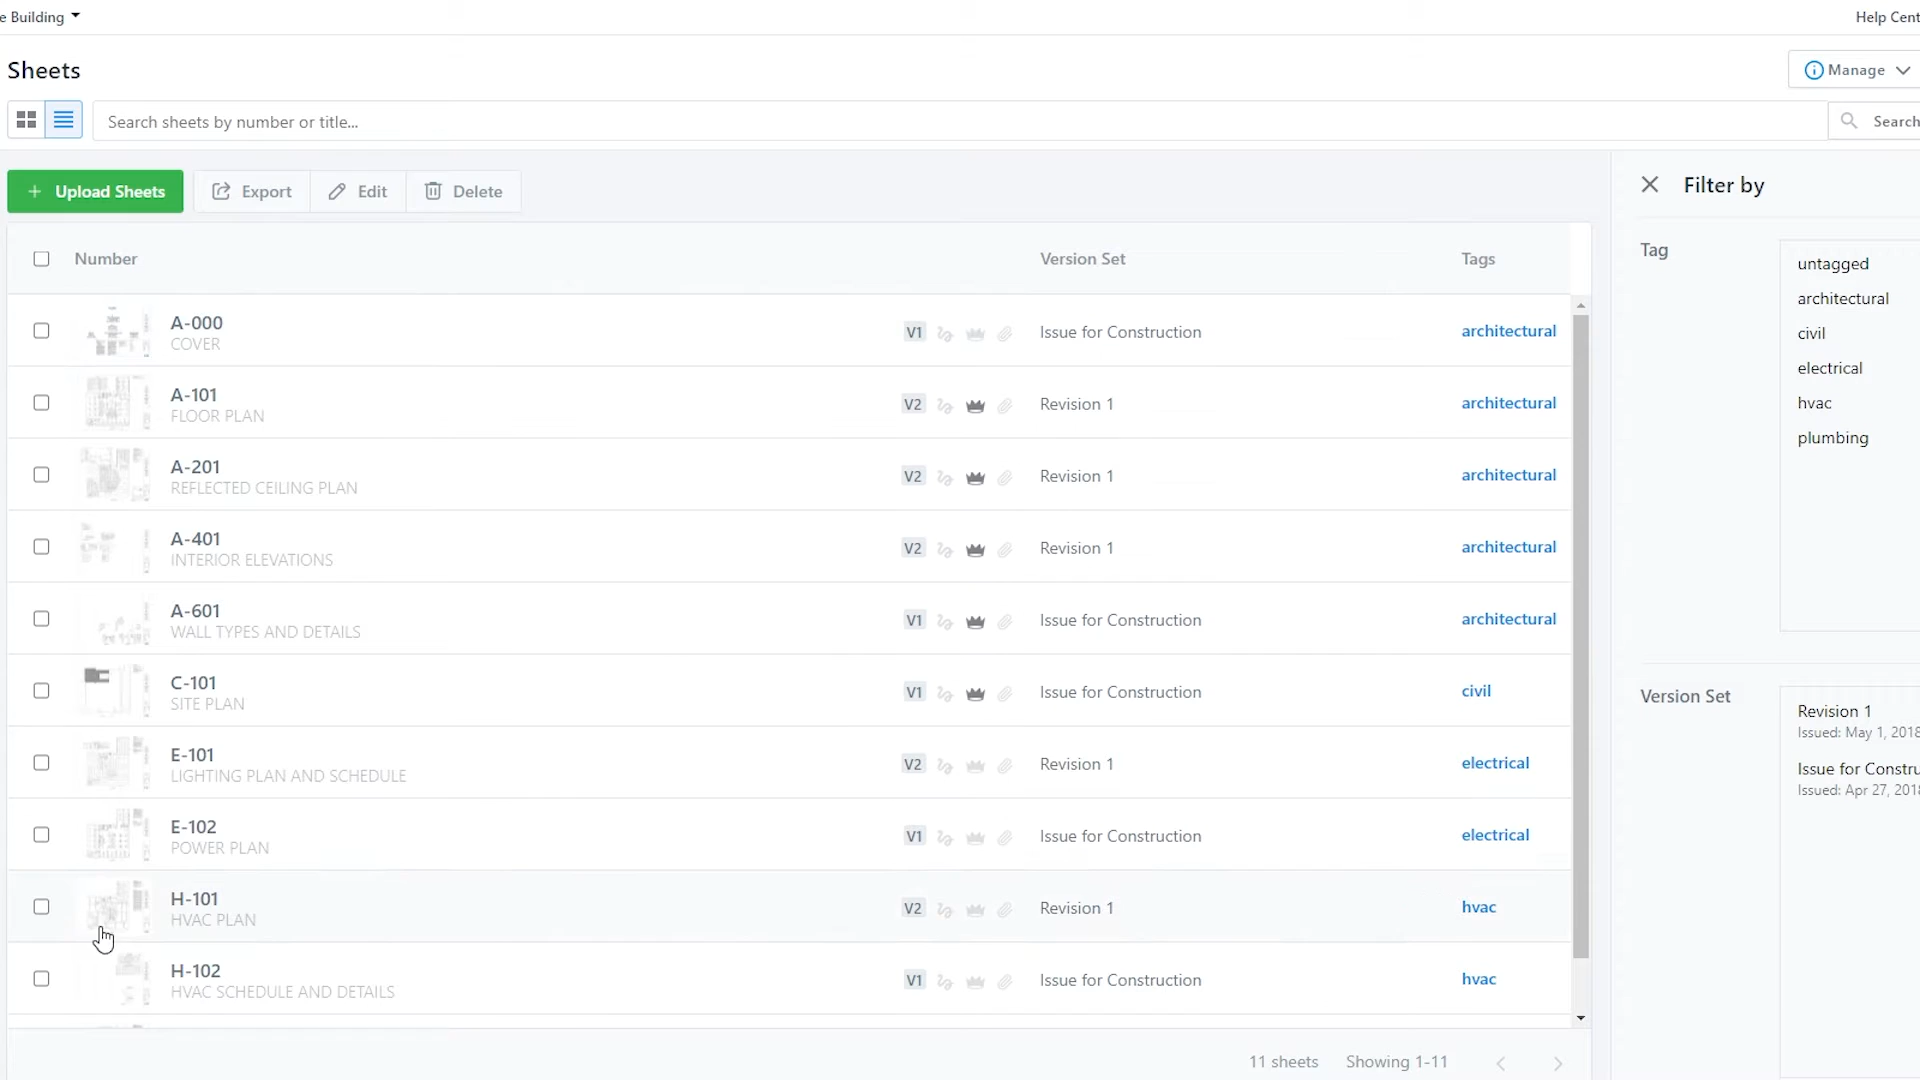 e Building
Help Cent
Sheets
Manage
Search sheets by number or title...
Search
+ Upload Sheets
Export
Edit
Delete
Filter by
Number
Version Set
Tags
Tag
untagged
architectural
civil
electrical
hvac
plumbing
A-000
COVER
V1
Issue for Construction
architectural
A-101
FLOOR PLAN
V2
Revision 1
architectural
A-201
REFLECTED CEILING PLAN
V2
Revision 1
architectural
A-401
INTERIOR ELEVATIONS
V2
Revision 1
architectural
A-601
WALL TYPES AND DETAILS
V1
Issue for Construction
architectural
C-101
SITE PLAN
V1
Issue for Construction
civil
Version Set
Revision 1
Issued: May 1, 2018
Issue for Constru
Issued: Apr 27, 2018
E-101
LIGHTING PLAN AND SCHEDULE
V2
Revision 1
electrical
E-102
POWER PLAN
V1
Issue for Construction
electrical
H-101
HVAC PLAN
V2
Revision 1
hvac
H-102
HVAC SCHEDULE AND DETAILS
V1
Issue for Construction
hvac
11 sheets
Showing 1-11